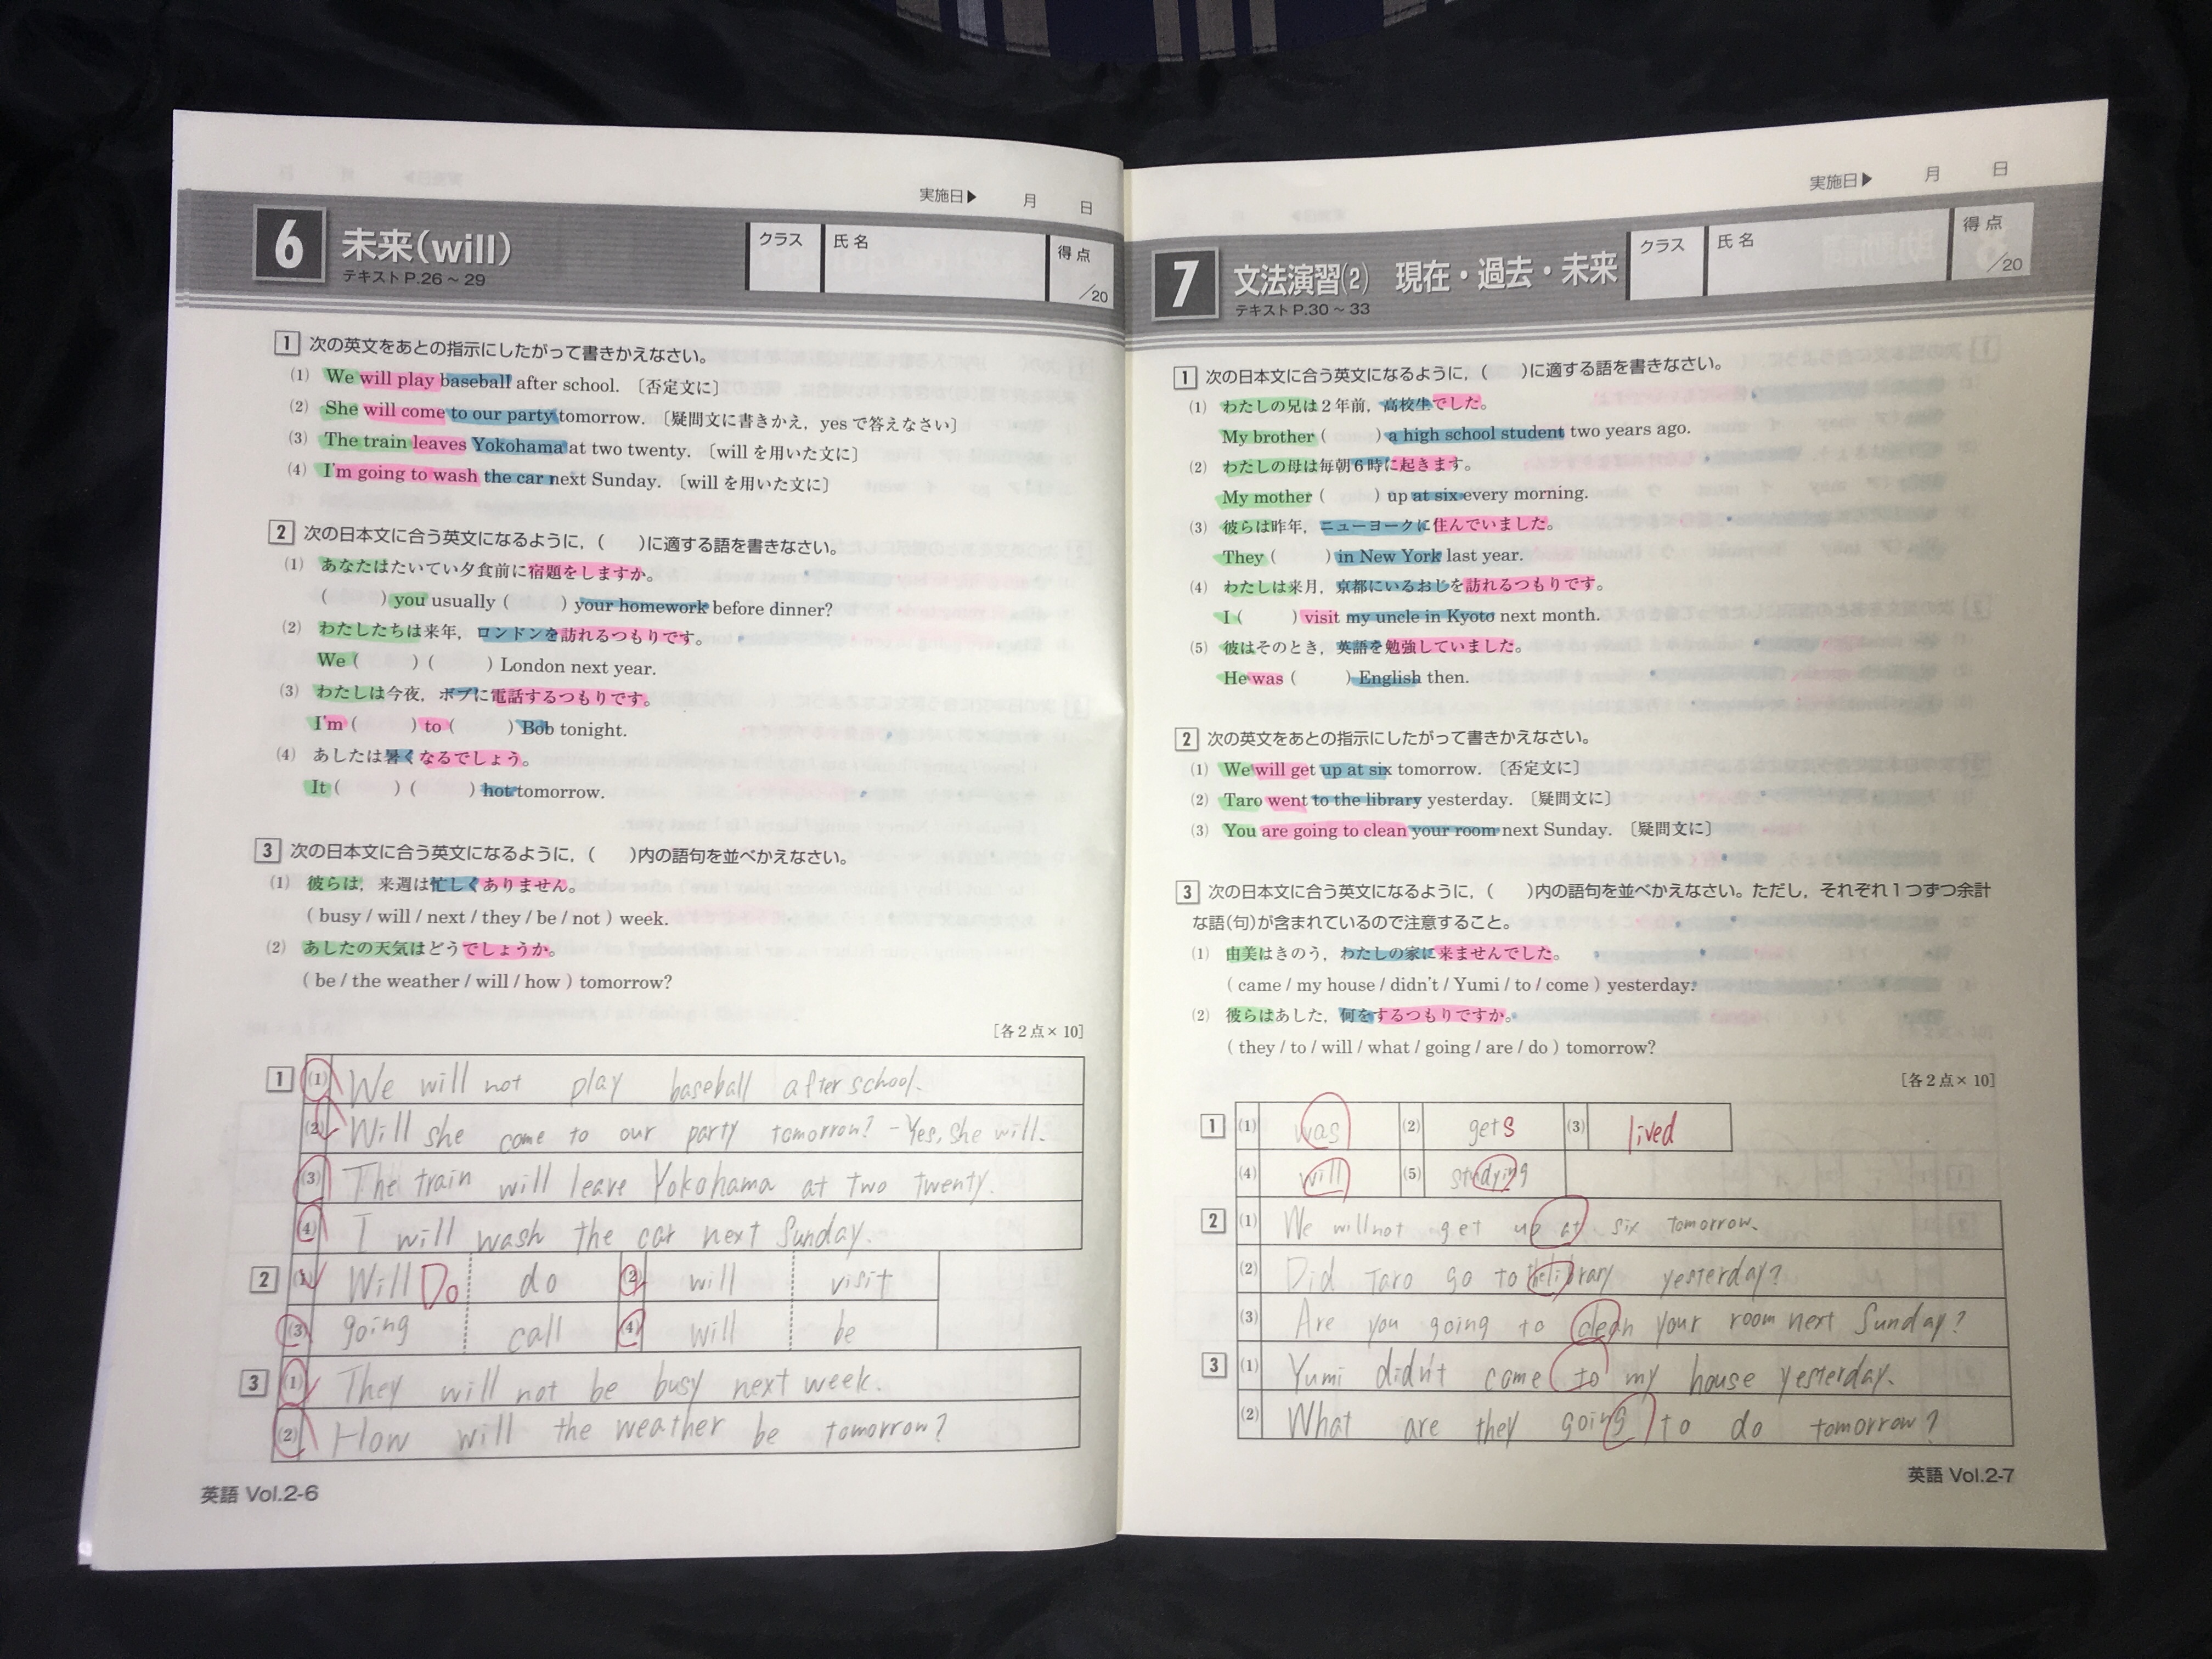 実施日▶ 月 日
6 未来(will)
テキストP.26～29
クラス 氏名 得点 /20
1 次の英文をあとの指示にしたがって書きかえなさい。
(1) We will play baseball after school. 〔否定文に〕
(2) She will come to our party tomorrow. 〔疑問文に書きかえ，yesで答えなさい〕
(3) The train leaves Yokohama at two twenty. 〔willを用いた文に〕
(4) I'm going to wash the car next Sunday. 〔willを用いた文に〕
2 次の日本文に合う英文になるように，( )に適する語を書きなさい。
(1) あなたはたいてい夕食前に宿題をしますか。
( ) you usually ( ) your homework before dinner?
(2) わたしたちは来年，ロンドンを訪れるつもりです。
We ( ) ( ) London next year.
(3) わたしは今夜，ボブに電話するつもりです。
I'm ( ) to ( ) Bob tonight.
(4) あしたは暑くなるでしょう。
It ( ) ( ) hot tomorrow.
3 次の日本文に合う英文になるように，( )内の語句を並べかえなさい。
(1) 彼らは，来週は忙しくありません。
( busy / will / next / they / be / not ) week.
(2) あしたの天気はどうでしょうか。
( be / the weather / will / how ) tomorrow?
[各2点×10]
1 (1) We will not play baseball after school.
(2) Will she come to our party tomorrow? - Yes, she will.
(3) The train will leave Yokohama at two twenty.
(4) I will wash the car next Sunday.
2 (1) Will Do do (2) will visit
(3) going call (4) will be
3 (1) They will not be busy next week.
(2) How will the weather be tomorrow?
英語 Vol.2-6
実施日▶ 月 日
7 文法演習(2) 現在・過去・未来
テキストP.30～33
クラス 氏名 得点 /20
1 次の日本文に合う英文になるように，( )に適する語を書きなさい。
(1) わたしの兄は2年前，高校生でした。
My brother ( ) a high school student two years ago.
(2) わたしの母は毎朝6時に起きます。
My mother ( ) up at six every morning.
(3) 彼らは昨年，ニューヨークに住んでいました。
They ( ) in New York last year.
(4) わたしは来月，京都にいるおじを訪れるつもりです。
I ( ) visit my uncle in Kyoto next month.
(5) 彼はそのとき，英語を勉強していました。
He was ( ) English then.
2 次の英文をあとの指示にしたがって書きかえなさい。
(1) We will get up at six tomorrow. 〔否定文に〕
(2) Taro went to the library yesterday. 〔疑問文に〕
(3) You are going to clean your room next Sunday. 〔疑問文に〕
3 次の日本文に合う英文になるように，( )内の語句を並べかえなさい。ただし，それぞれ1つずつ余計
な語(句)が含まれているので注意すること。
(1) 由美はきのう，わたしの家に来ませんでした。
( came / my house / didn't / Yumi / to / come ) yesterday.
(2) 彼らはあした，何をするつもりですか。
( they / to / will / what / going / are / do ) tomorrow?
[各2点×10]
1 (1) was (2) gets (3) lived
(4) will (5) studying
2 (1) We will not get up at six tomorrow.
(2) Did Taro go to the library yesterday?
(3) Are you going to clean your room next Sunday?
3 (1) Yumi didn't come to my house yesterday.
(2) What are they going to do tomorrow?
英語 Vol.2-7